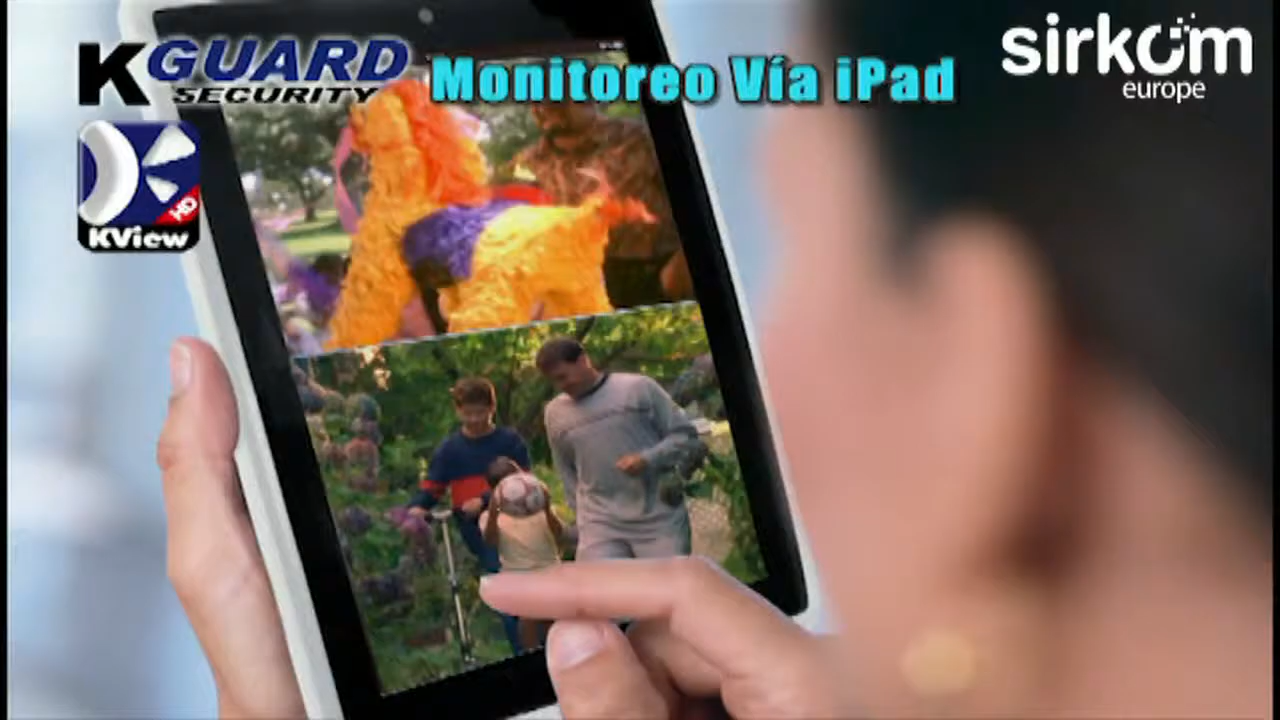 KGUARD
SECURITY
Monitoreo Vía iPad
sirkom
europe
HD
KView